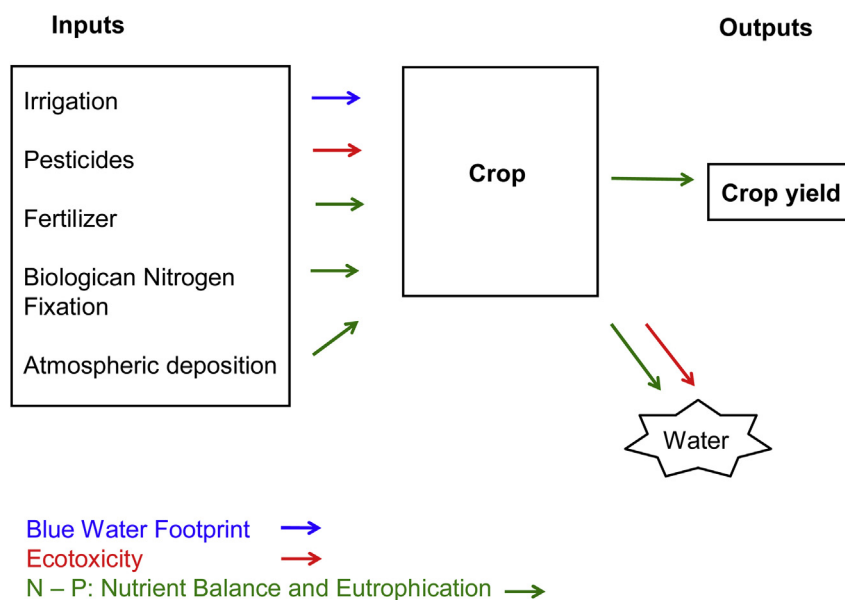 Inputs
Outputs
Irrigation
Pesticides
Fertilizer
Biologican Nitrogen
Fixation
Atmospheric deposition
Crop
Crop yield
Water
Blue Water Footprint
Ecotoxicity
N – P: Nutrient Balance and Eutrophication